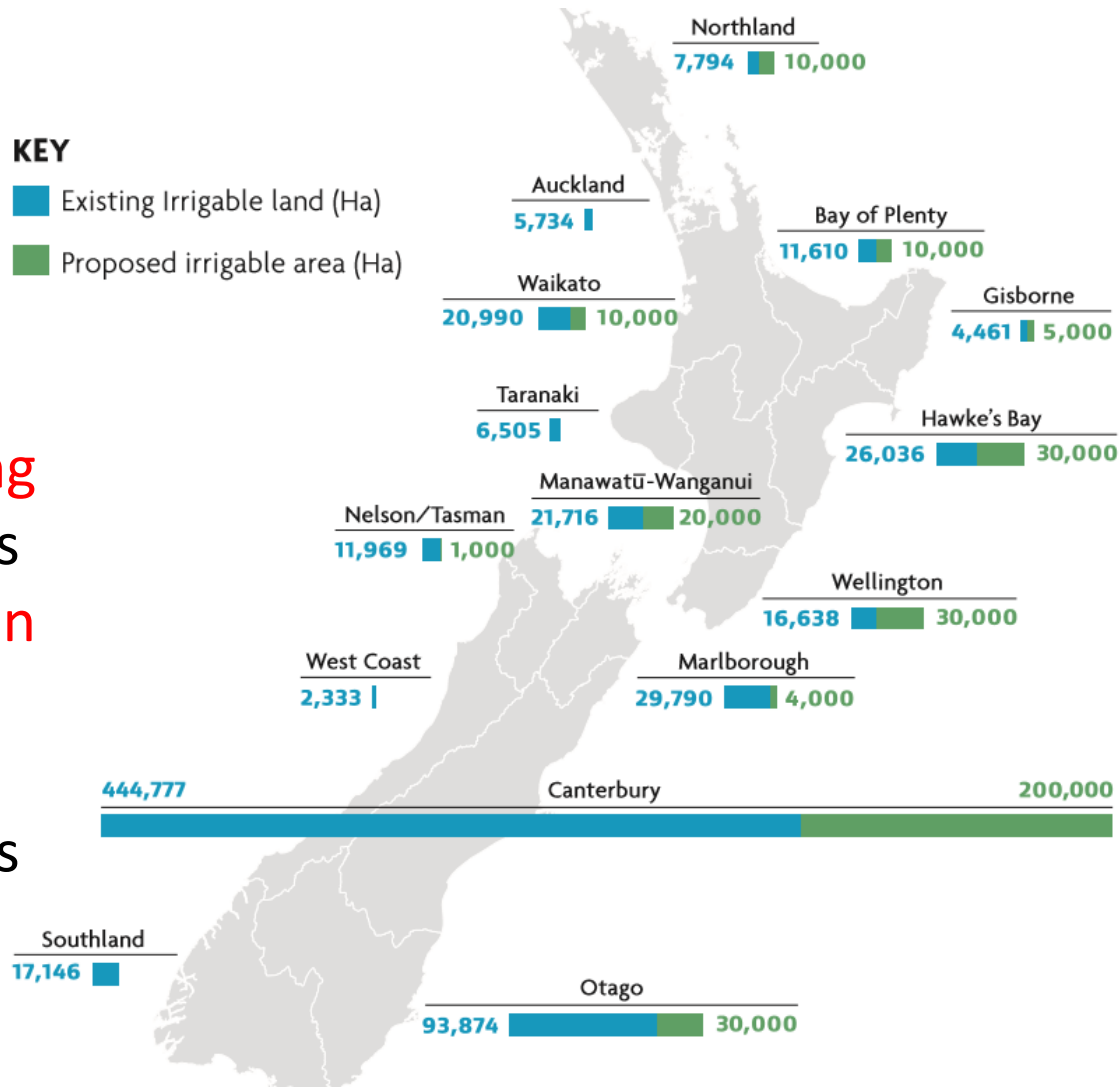 Northland
7,794 10,000
KEY
Existing Irrigable land (Ha)
Proposed irrigable area (Ha)
Auckland
5,734
Bay of Plenty
11,610 10,000
Waikato
20,990 10,000
Gisborne
4,461 5,000
Taranaki
6,505
Hawke's Bay
26,036 30,000
Manawatū-Wanganui
21,716 20,000
Nelson/Tasman
11,969 1,000
Wellington
16,638 30,000
West Coast
2,333
Marlborough
29,790 4,000
444,777 Canterbury 200,000
Southland
17,146
Otago
93,874 30,000